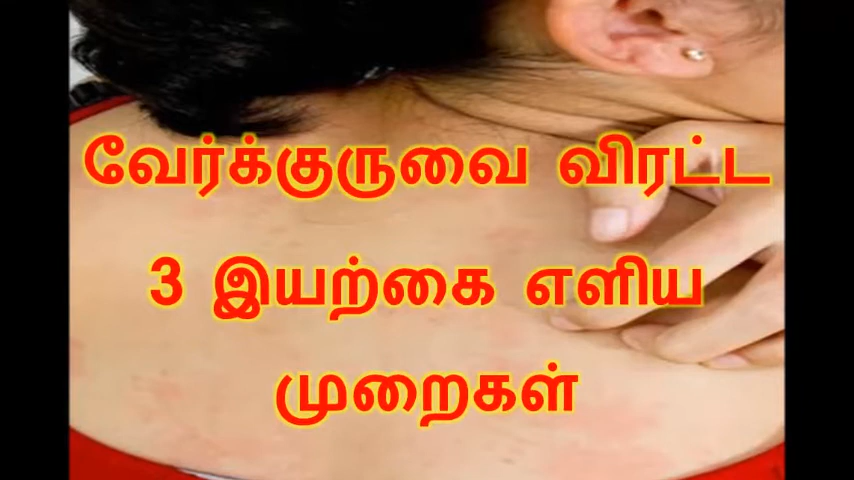 வேர்க்குருவை விரட்ட
3 இயற்கை எளிய
முறைகள்